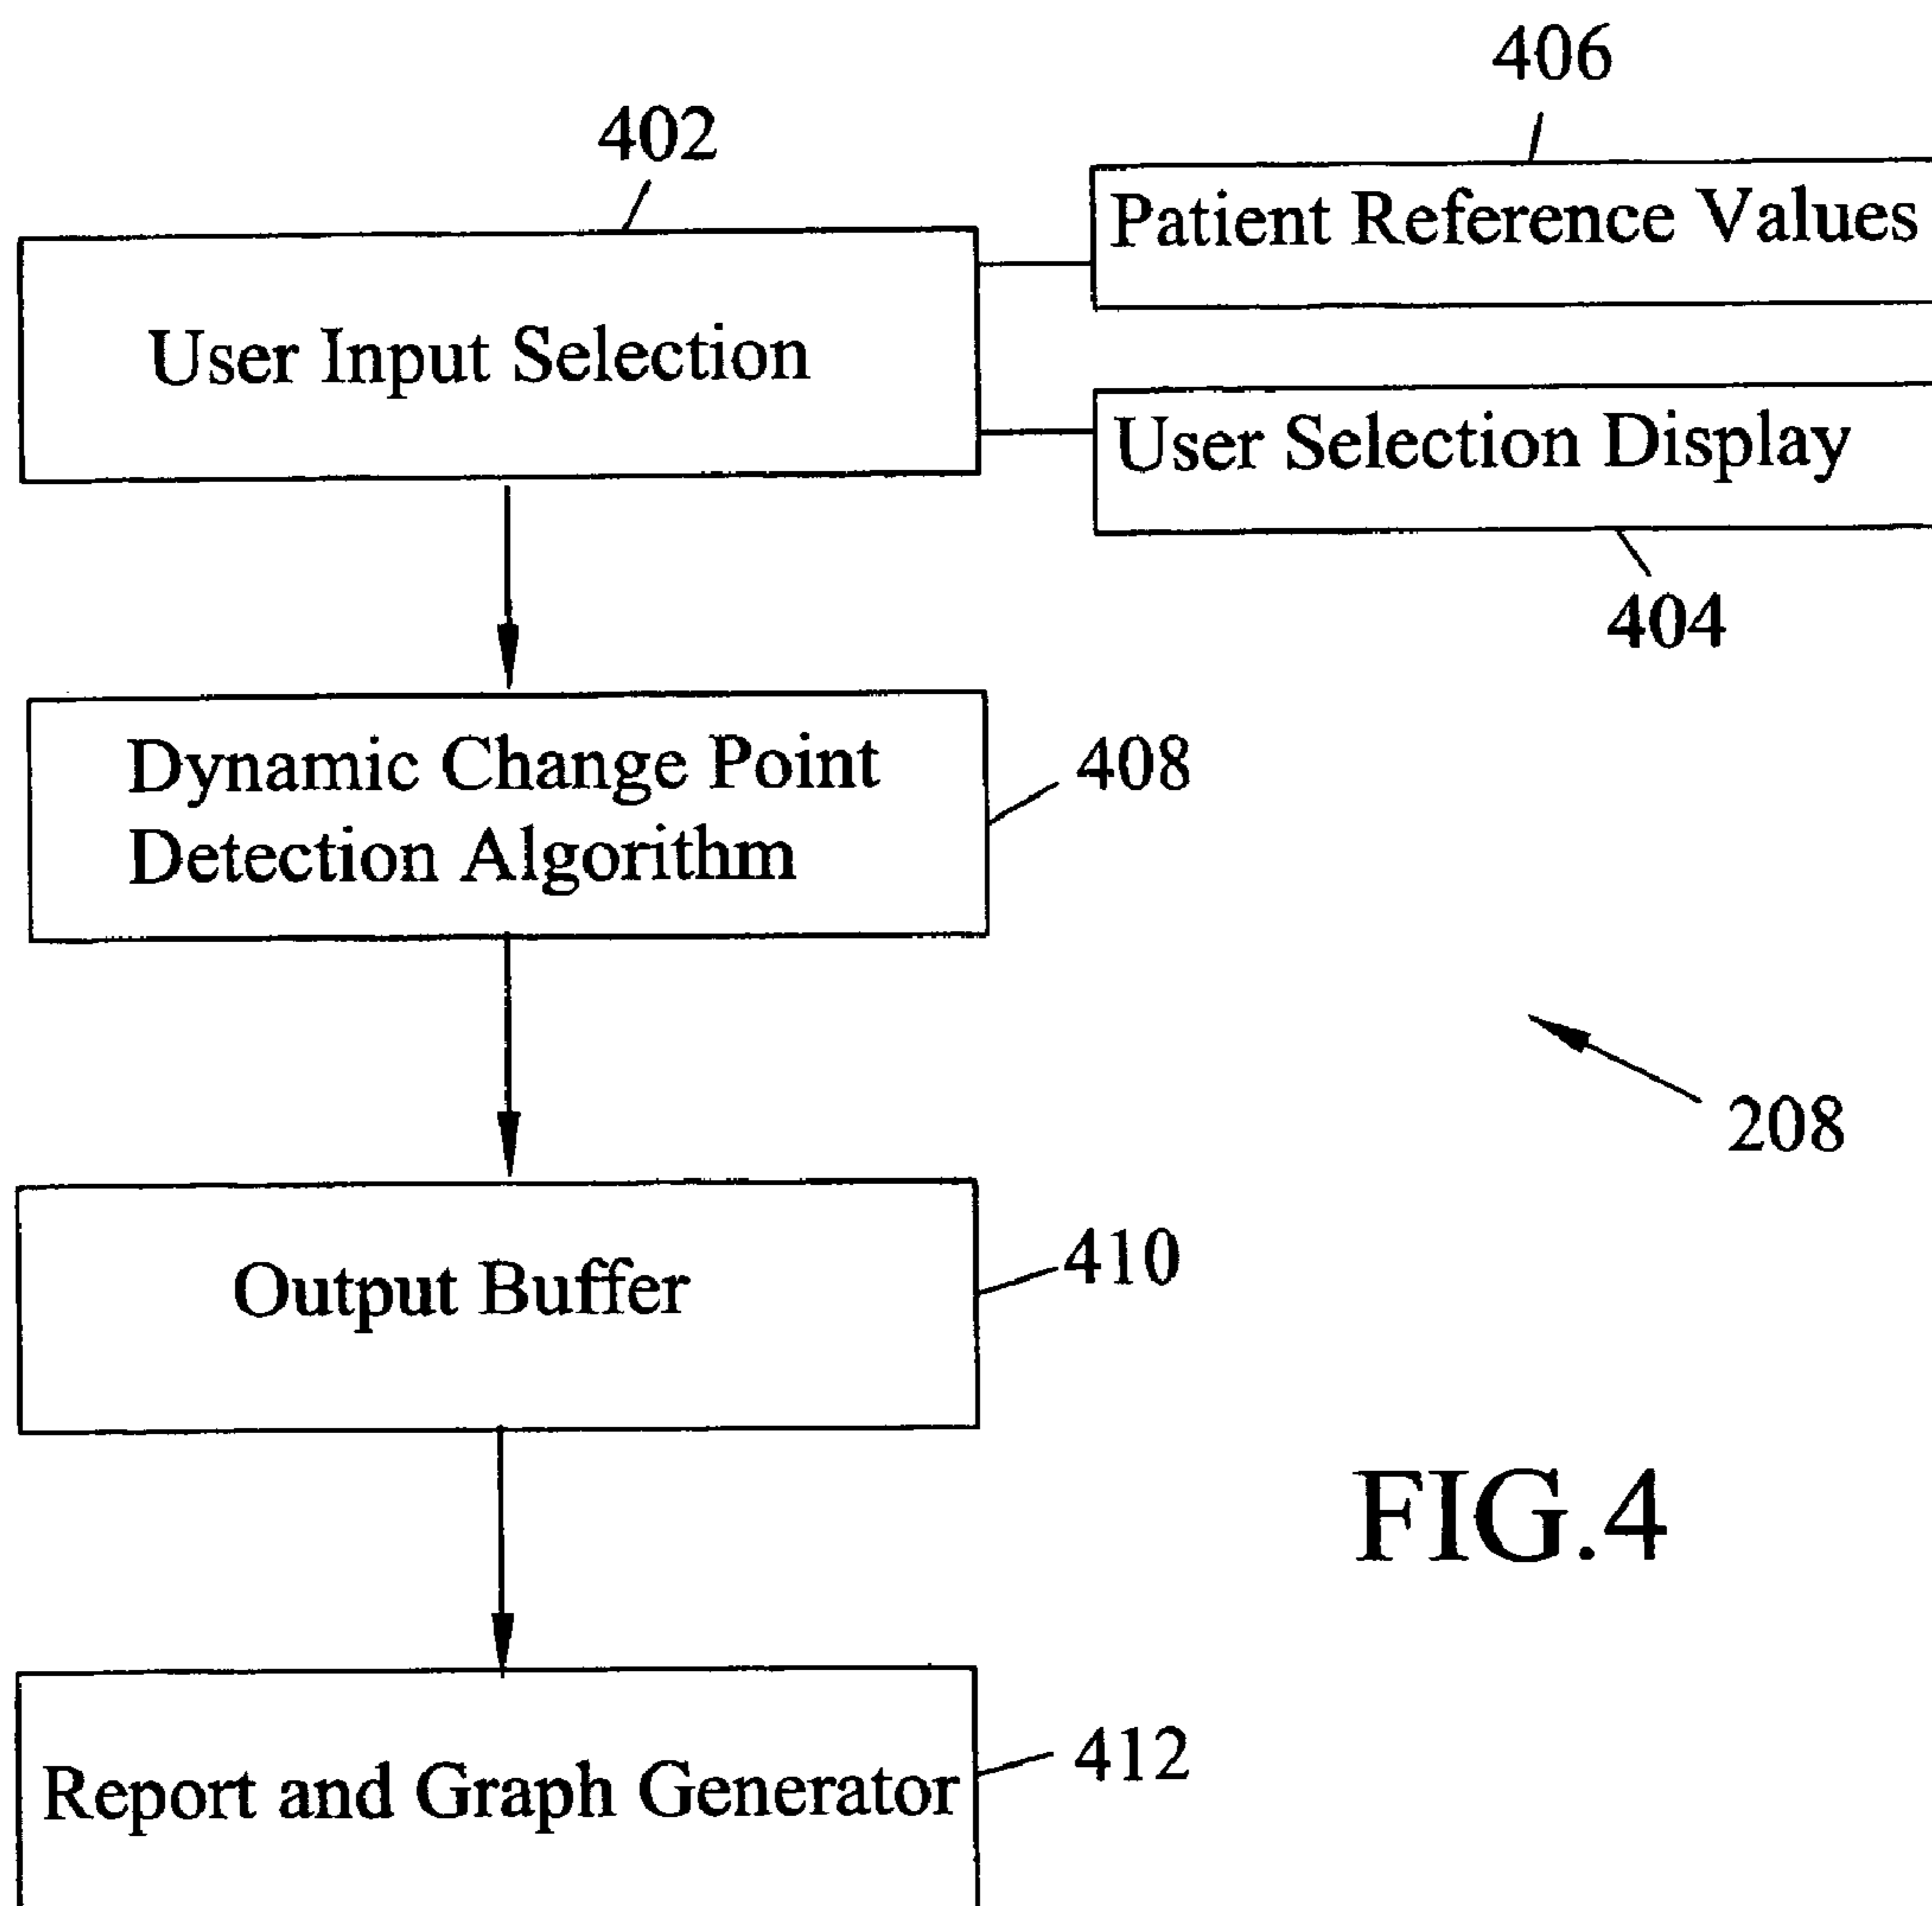 406
402
Patient Reference Values
User Input Selection
User Selection Display
404
Dynamic Change Point
Detection Algorithm
408
208
Output Buffer
410
FIG.4
Report and Graph Generator
412